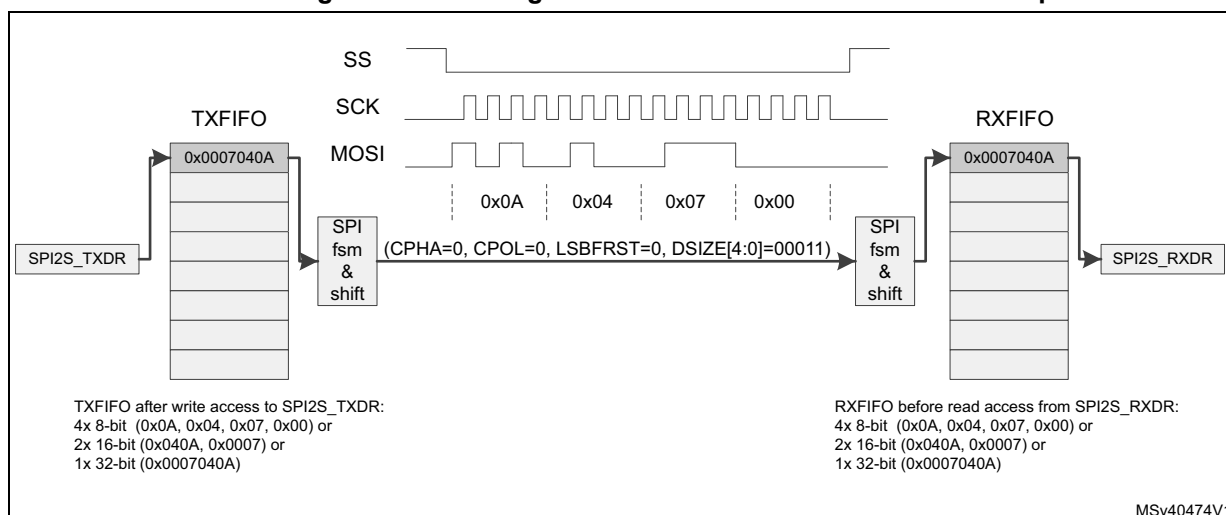 SS
SCK
TXFIFO
RXFIFO
MOSI
0x0007040A
0x0007040A
0x0A
0x04
0x07
0x00
SPI
fsm
&
shift
SPI
fsm
&
shift
(CPHA=0, CPOL=0, LSBFRST=0, DSIZE[4:0]=00011)
SPI2S_TXDR
SPI2S_RXDR
TXFIFO after write access to SPI2S_TXDR:
4x 8-bit (0x0A, 0x04, 0x07, 0x00) or
2x 16-bit (0x040A, 0x0007) or
1x 32-bit (0x0007040A)
RXFIFO before read access from SPI2S_RXDR:
4x 8-bit (0x0A, 0x04, 0x07, 0x00) or
2x 16-bit (0x040A, 0x0007) or
1x 32-bit (0x0007040A)